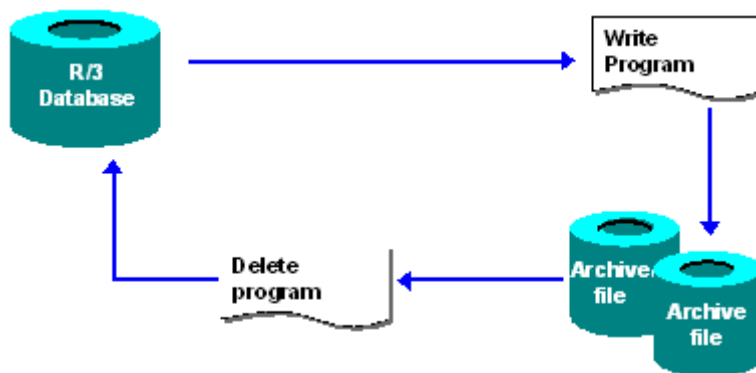 R/3
Database
Write
Program
Delete
program
Archive
file
Archive
file